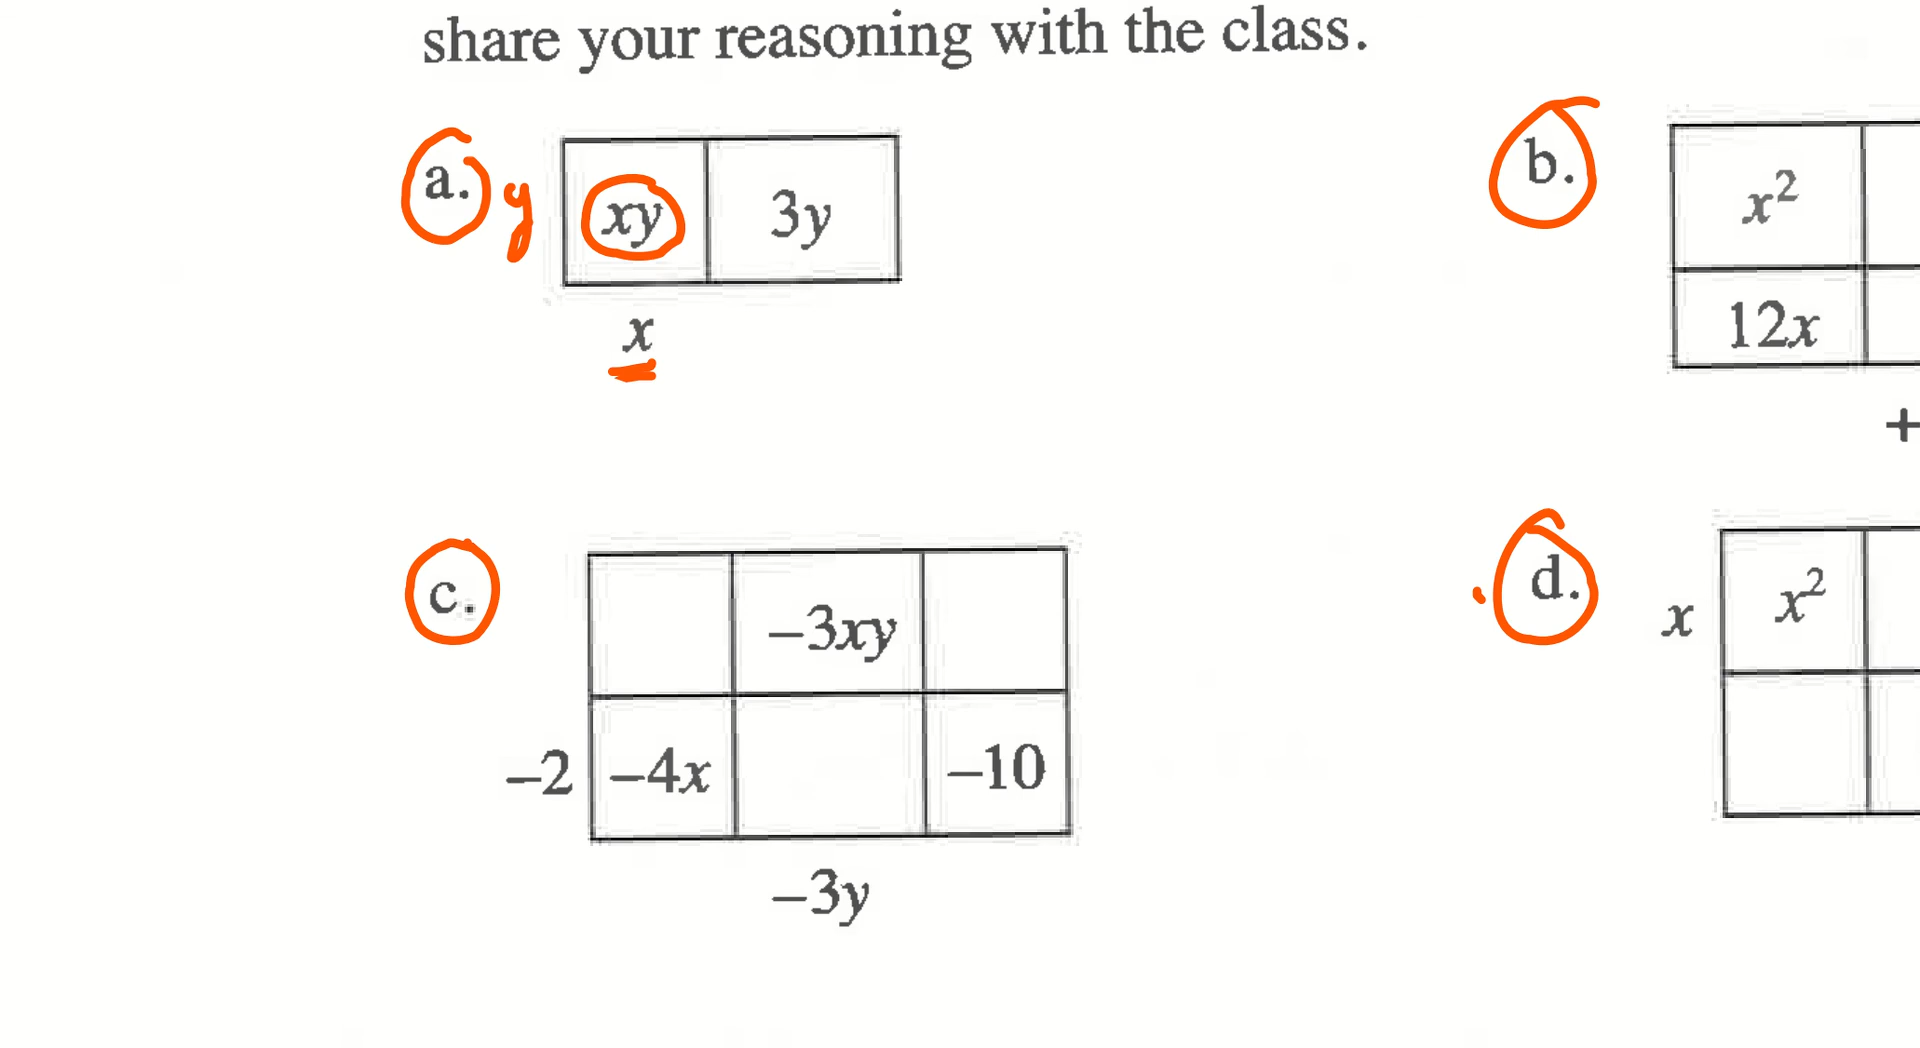 share your reasoning with the class.
a. y xy 3y
x
b. x²
12x
+
c. −3xy
−2 −4x −10
−3y
d. x x²